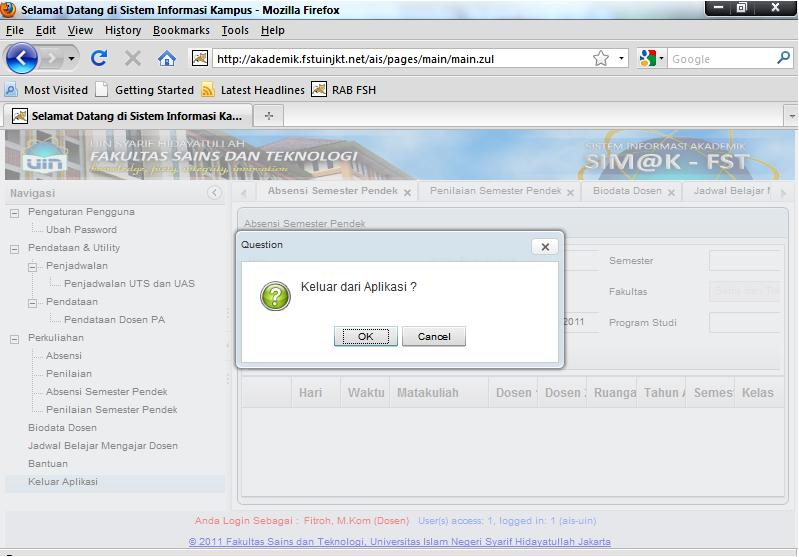 Selamat Datang di Sistem Informasi Kampus - Mozilla Firefox
File Edit View History Bookmarks Tools Help
http://akademik.fstuinjkt.net/ais/pages/main/main.zul
Google
Most Visited Getting Started Latest Headlines RAB FSH
Selamat Datang di Sistem Informasi Ka...
UIN SYARIF HIDAYATULLAH
FAKULTAS SAINS DAN TEKNOLOGI
knowledge, piety, integrity, innovation
uin
SISTEM INFORMASI AKADEMIK
SIM@K - FST
Navigasi
Pengaturan Pengguna
Ubah Password
Pendataan & Utility
Penjadwalan
Penjadwalan UTS dan UAS
Pendataan
Pendataan Dosen PA
Perkuliahan
Absensi
Penilaian
Absensi Semester Pendek
Penilaian Semester Pendek
Biodata Dosen
Jadwal Belajar Mengajar Dosen
Bantuan
Keluar Aplikasi
Absensi Semester Pendek Penilaian Semester Pendek Biodata Dosen Jadwal Belajar
Absensi Semester Pendek
Semester
Fakultas
2011 Program Studi
Question
Keluar dari Aplikasi ?
OK Cancel
Hari Waktu Matakuliah Dosen Dosen Ruanga Tahun Semes Kelas
Anda Login Sebagai : Fitroh, M.Kom (Dosen) User(s) access: 1, logged in: 1 (ais-uin)
© 2011 Fakultas Sains dan Teknologi, Universitas Islam Negeri Syarif Hidayatullah Jakarta